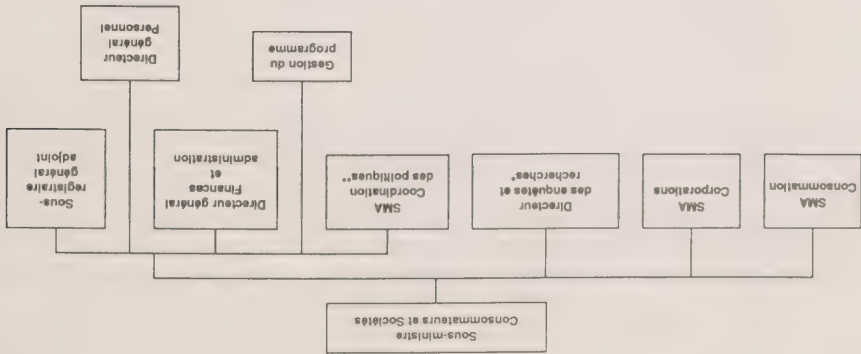 Sous-ministre
Consommateurs et Sociétés
SMA
Consommation
SMA
Corporations
Directeur
des enquêtes et
recherches*
SMA
Coordination
des politiques**
Directeur général
Finances
et
administration
Sous-
registraire
général
adjoint
Gestion du
programme
Directeur
général
Personnel